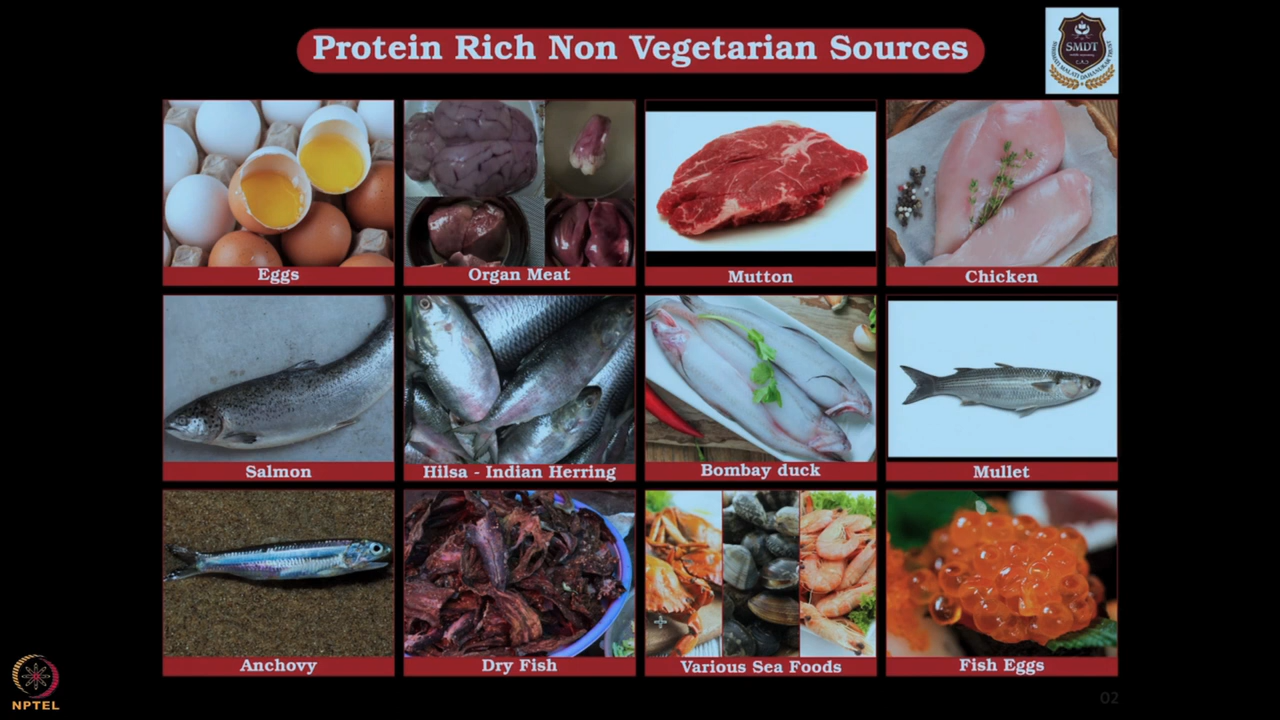 Protein Rich Non Vegetarian Sources
SMDT
Eggs
Organ Meat
Mutton
Chicken
Salmon
Hilsa - Indian Herring
Bombay duck
Mullet
Anchovy
Dry Fish
Various Sea Foods
Fish Eggs
02
NPTEL